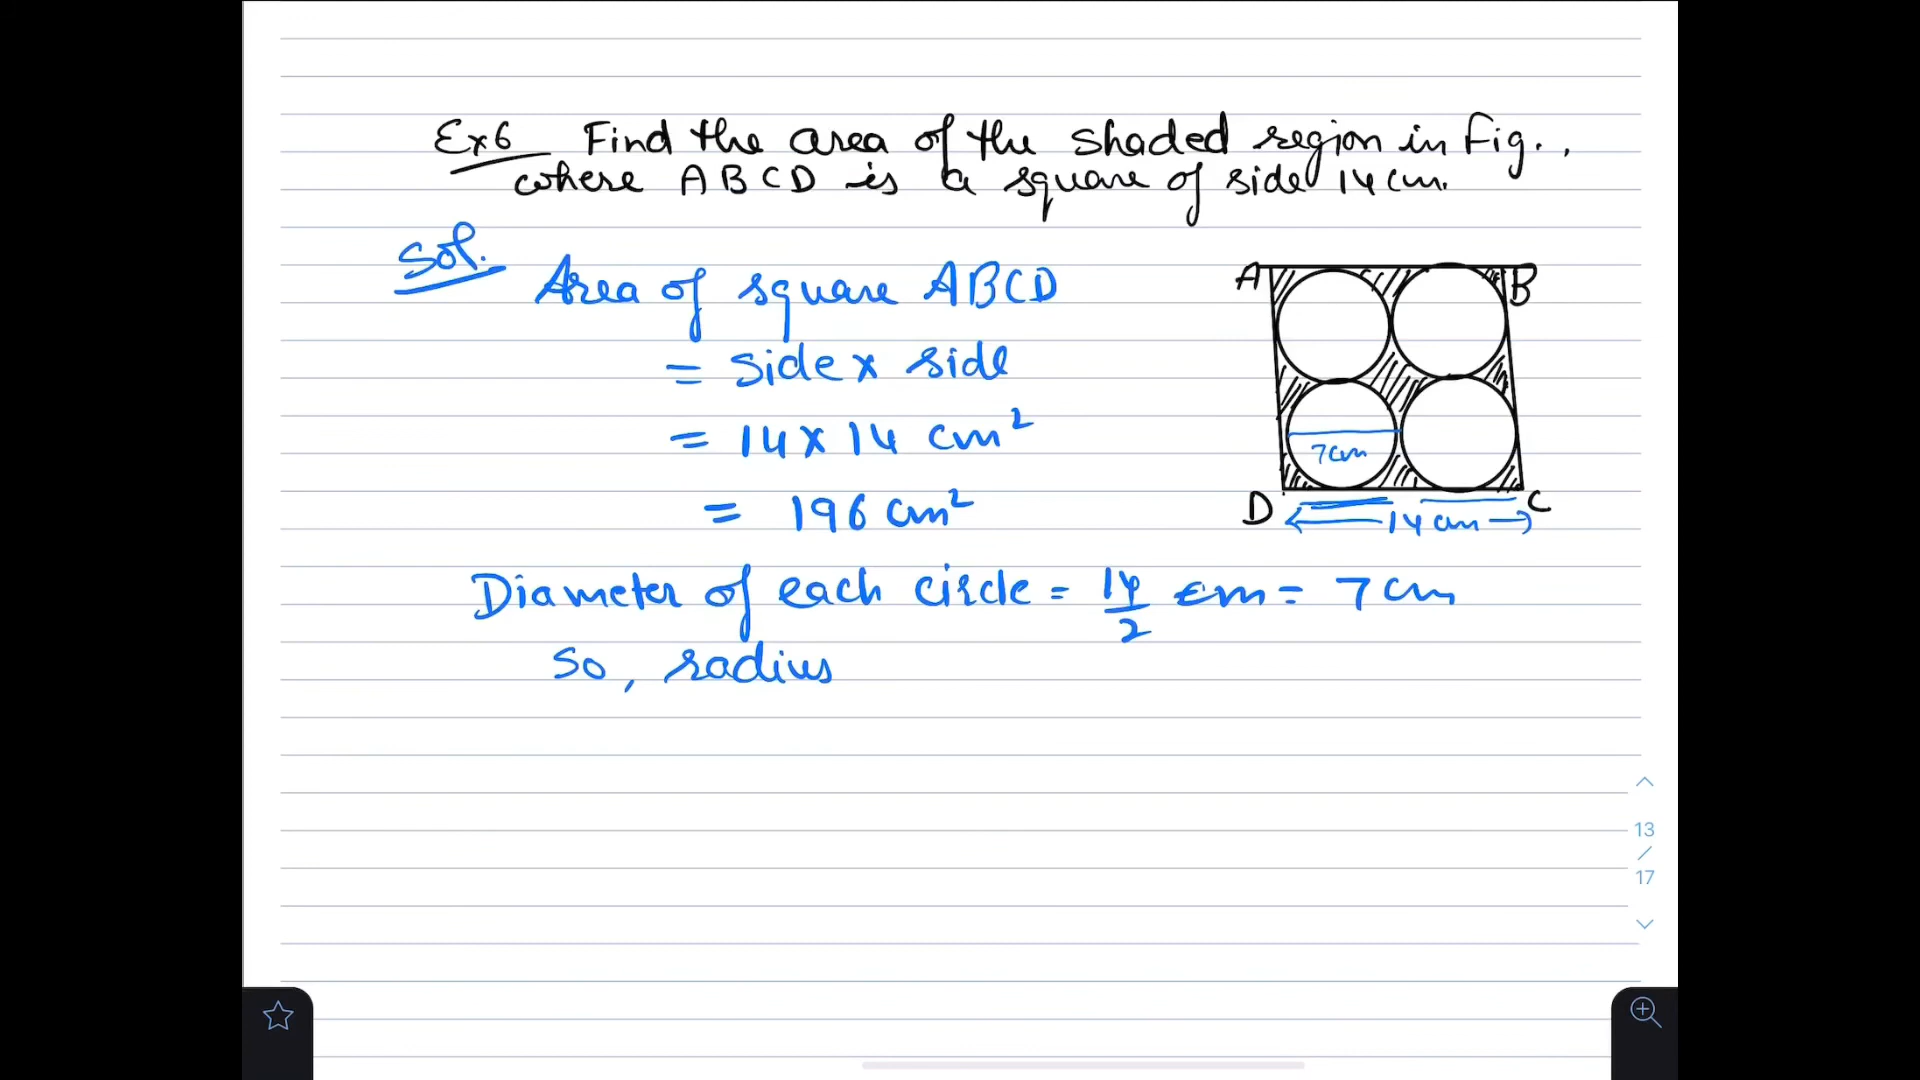 Ex 6 Find the area of the shaded region in Fig.,
where ABCD is a square of side 14 cm.
Sol.
Area of square ABCD
= side x side
= 14 x 14 cm²
= 196 cm²
A
B
7cm
D
C
14 cm
Diameter of each circle = 14/2 cm = 7 cm
So, radius
13
/
17